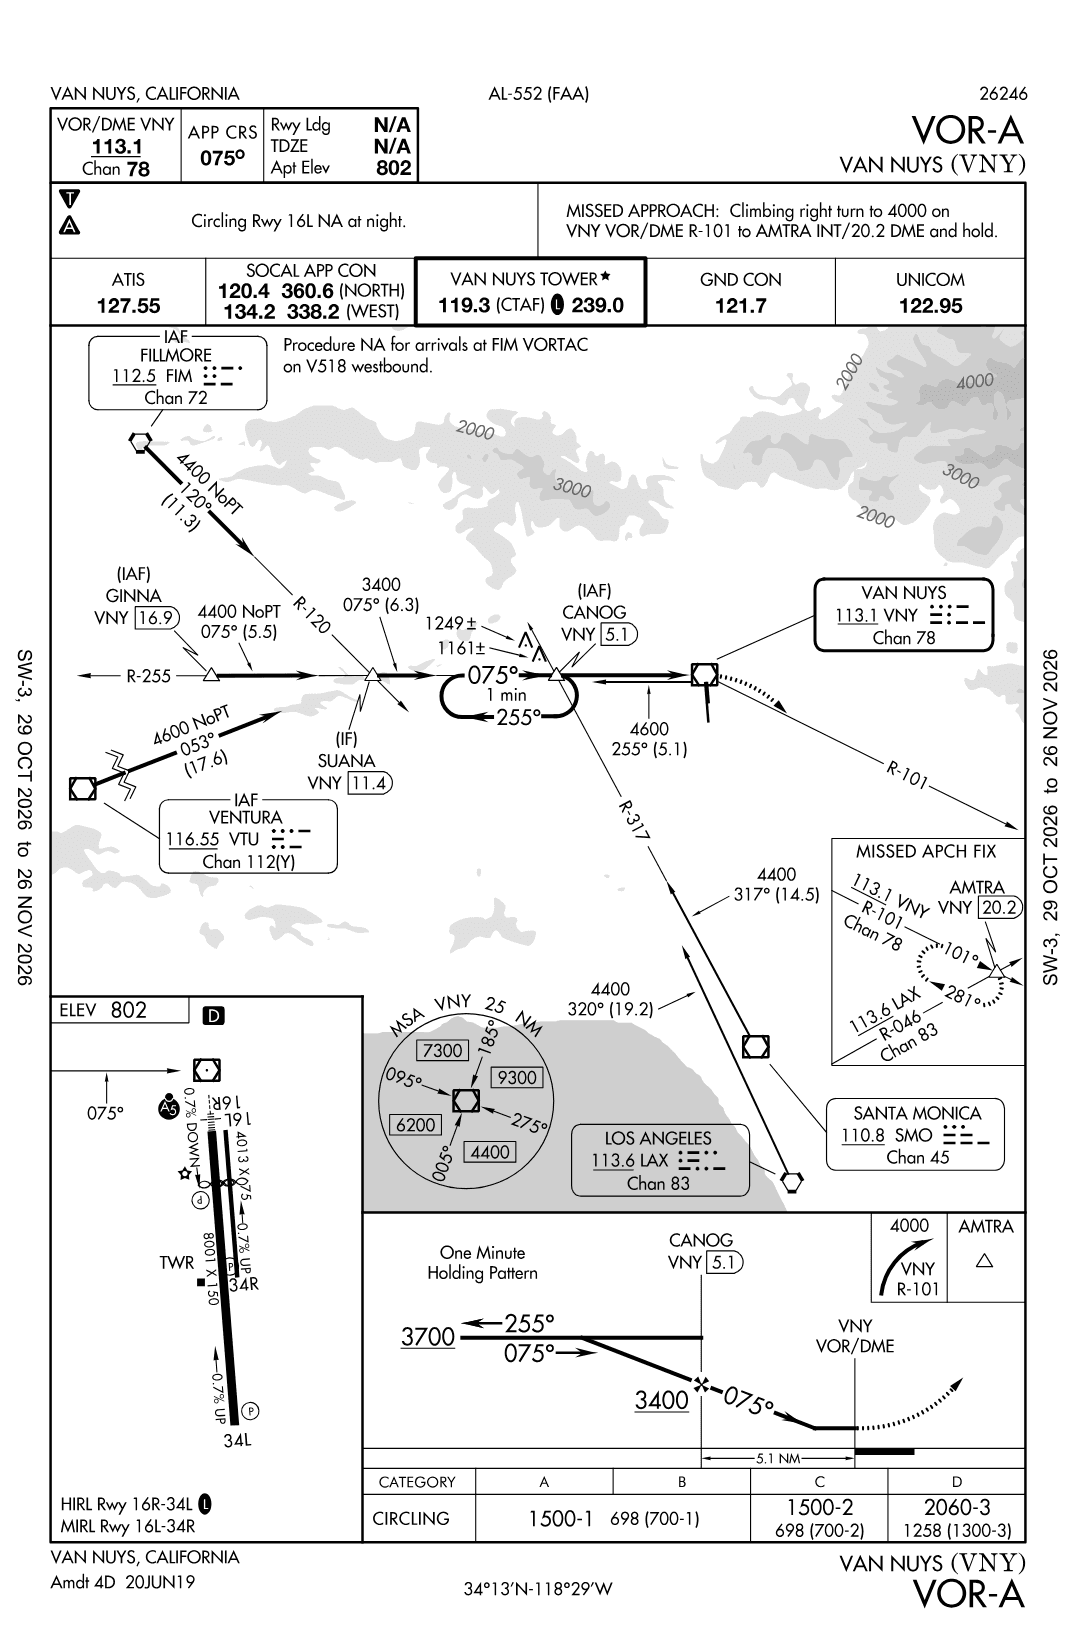 VAN NUYS, CALIFORNIA
AL-552 (FAA)
26246
VOR/DME VNY
113.1
Chan 78
APP CRS
075°
Rwy Ldg N/A
TDZE N/A
Apt Elev 802
VOR-A
VAN NUYS (VNY)
T
A
Circling Rwy 16L NA at night.
MISSED APPROACH: Climbing right turn to 4000 on
VNY VOR/DME R-101 to AMTRA INT/20.2 DME and hold.
ATIS
127.55
SOCAL APP CON
120.4 360.6 (NORTH)
134.2 338.2 (WEST)
VAN NUYS TOWER★
119.3 (CTAF) L 239.0
GND CON
121.7
UNICOM
122.95
IAF
FILLMORE
112.5 FIM
Chan 72
Procedure NA for arrivals at FIM VORTAC
on V518 westbound.
2000
4000
2000
3000
3000
2000
4400 NoPT
120°
(11.3)
R-120
(IAF)
GINNA
VNY 16.9
4400 NoPT
075° (5.5)
3400
075° (6.3)
1249±
1161±
(IAF)
CANOG
VNY 5.1
VAN NUYS
113.1 VNY
Chan 78
R-255
075°
1 min
255°
4600 NoPT
053°
(17.6)
(IF)
SUANA
VNY 11.4
4600
255° (5.1)
R-101
IAF
VENTURA
116.55 VTU
Chan 112(Y)
R-317
4400
317° (14.5)
MISSED APCH FIX
113.1 VNY
R-101
Chan 78
AMTRA
VNY 20.2
101°
281°
113.6 LAX
R-046
Chan 83
4400
320° (19.2)
MSA VNY 25 NM
7300
185°
095°
9300
6200
275°
005°
4400
LOS ANGELES
113.6 LAX
Chan 83
SANTA MONICA
110.8 SMO
Chan 45
SW-3, 29 OCT 2026 to 26 NOV 2026
SW-3, 29 OCT 2026 to 26 NOV 2026
ELEV 802
D
075°
A5
0.7% DOWN
16R
16L
4013 X 75
P
8001 X 150
0.7% UP
P
TWR
34R
0.7% UP
P
34L
HIRL Rwy 16R-34L L
MIRL Rwy 16L-34R
One Minute
Holding Pattern
CANOG
VNY 5.1
4000
VNY
R-101
AMTRA
3700
255°
075°
VNY
VOR/DME
3400
075°
5.1 NM
CATEGORY A B C D
CIRCLING
1500-1 698 (700-1)
1500-2
698 (700-2)
2060-3
1258 (1300-3)
VAN NUYS, CALIFORNIA
Amdt 4D 20JUN19
34°13'N-118°29'W
VAN NUYS (VNY)
VOR-A